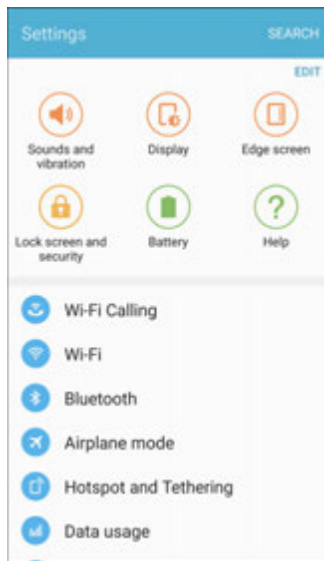 Settings SEARCH
EDIT
Sounds and vibration
Display
Edge screen
Lock screen and security
Battery
Help
Wi-Fi Calling
Wi-Fi
Bluetooth
Airplane mode
Hotspot and Tethering
Data usage